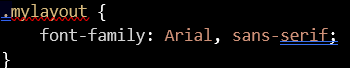 .mylayout {
    font-family: Arial, sans-serif;
}